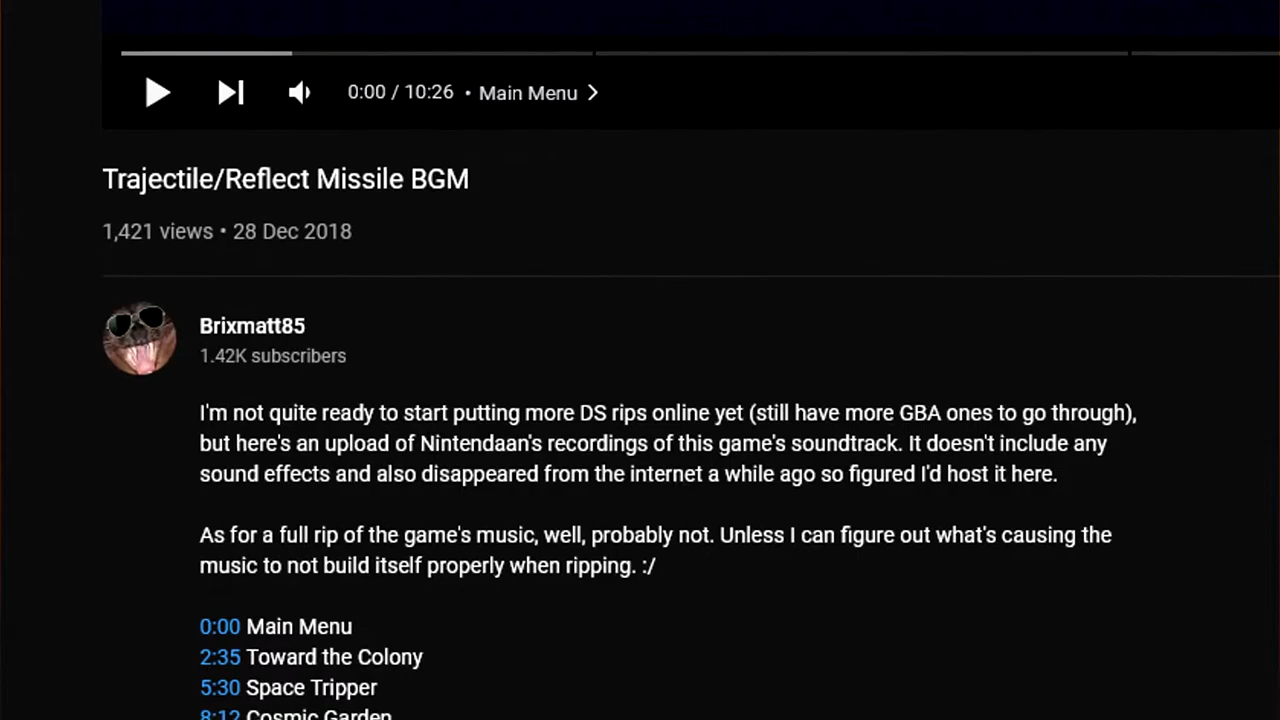 0:00 / 10:26 • Main Menu >
Trajectile/Reflect Missile BGM
1,421 views • 28 Dec 2018
Brixmatt85
1.42K subscribers
I'm not quite ready to start putting more DS rips online yet (still have more GBA ones to go through),
but here's an upload of Nintendaan's recordings of this game's soundtrack. It doesn't include any
sound effects and also disappeared from the internet a while ago so figured I'd host it here.
As for a full rip of the game's music, well, probably not. Unless I can figure out what's causing the
music to not build itself properly when ripping. :/
0:00 Main Menu
2:35 Toward the Colony
5:30 Space Tripper
8:12 Cosmic Garden